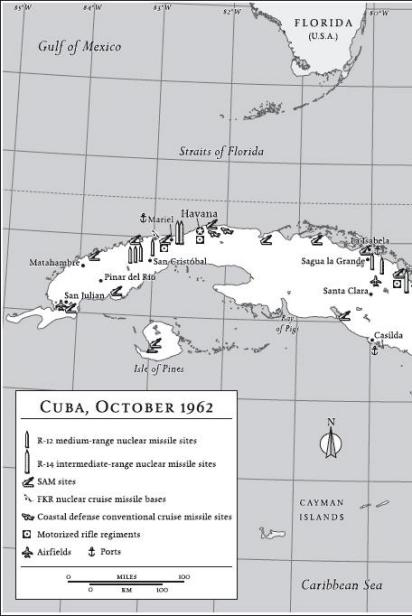 85°W 84°W 83°W 82°W 80°W
FLORIDA
(U.S.A.)
Gulf of Mexico
Straits of Florida
Havana
Mariel
La Isabela
Matahambre
San Cristóbal
Sagua la Grande
Pinar del Río
San Julian
Santa Clara
Bay
of Pigs
Casilda
Isle of Pines
CUBA, OCTOBER 1962
R-12 medium-range nuclear missile sites
R-14 intermediate-range nuclear missile sites
SAM sites
FKR nuclear cruise missile bases
Coastal defense conventional cruise missile sites
Motorized rifle regiments
Airfields Ports
0 MILES 100
0 KM 100
N
CAYMAN
ISLANDS
Caribbean Sea